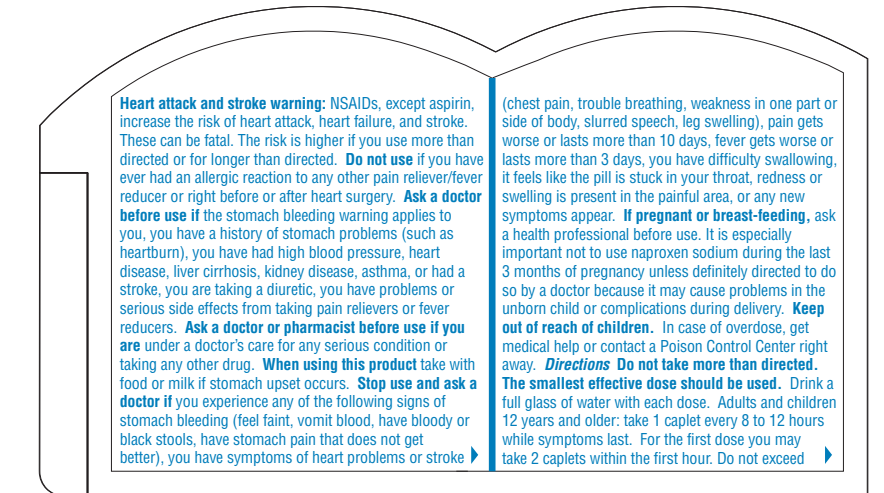 Heart attack and stroke warning: NSAIDs, except aspirin,
increase the risk of heart attack, heart failure, and stroke.
These can be fatal. The risk is higher if you use more than
directed or for longer than directed. Do not use if you have
ever had an allergic reaction to any other pain reliever/fever
reducer or right before or after heart surgery. Ask a doctor
before use if the stomach bleeding warning applies to
you, you have a history of stomach problems (such as
heartburn), you have had high blood pressure, heart
disease, liver cirrhosis, kidney disease, asthma, or had a
stroke, you are taking a diuretic, you have problems or
serious side effects from taking pain relievers or fever
reducers. Ask a doctor or pharmacist before use if you
are under a doctor's care for any serious condition or
taking any other drug. When using this product take with
food or milk if stomach upset occurs. Stop use and ask a
doctor if you experience any of the following signs of
stomach bleeding (feel faint, vomit blood, have bloody or
black stools, have stomach pain that does not get
better), you have symptoms of heart problems or stroke
(chest pain, trouble breathing, weakness in one part or
side of body, slurred speech, leg swelling), pain gets
worse or lasts more than 10 days, fever gets worse or
lasts more than 3 days, you have difficulty swallowing,
it feels like the pill is stuck in your throat, redness or
swelling is present in the painful area, or any new
symptoms appear. If pregnant or breast-feeding, ask
a health professional before use. It is especially
important not to use naproxen sodium during the last
3 months of pregnancy unless definitely directed to do
so by a doctor because it may cause problems in the
unborn child or complications during delivery. Keep
out of reach of children. In case of overdose, get
medical help or contact a Poison Control Center right
away. Directions Do not take more than directed.
The smallest effective dose should be used. Drink a
full glass of water with each dose. Adults and children
12 years and older: take 1 caplet every 8 to 12 hours
while symptoms last. For the first dose you may
take 2 caplets within the first hour. Do not exceed